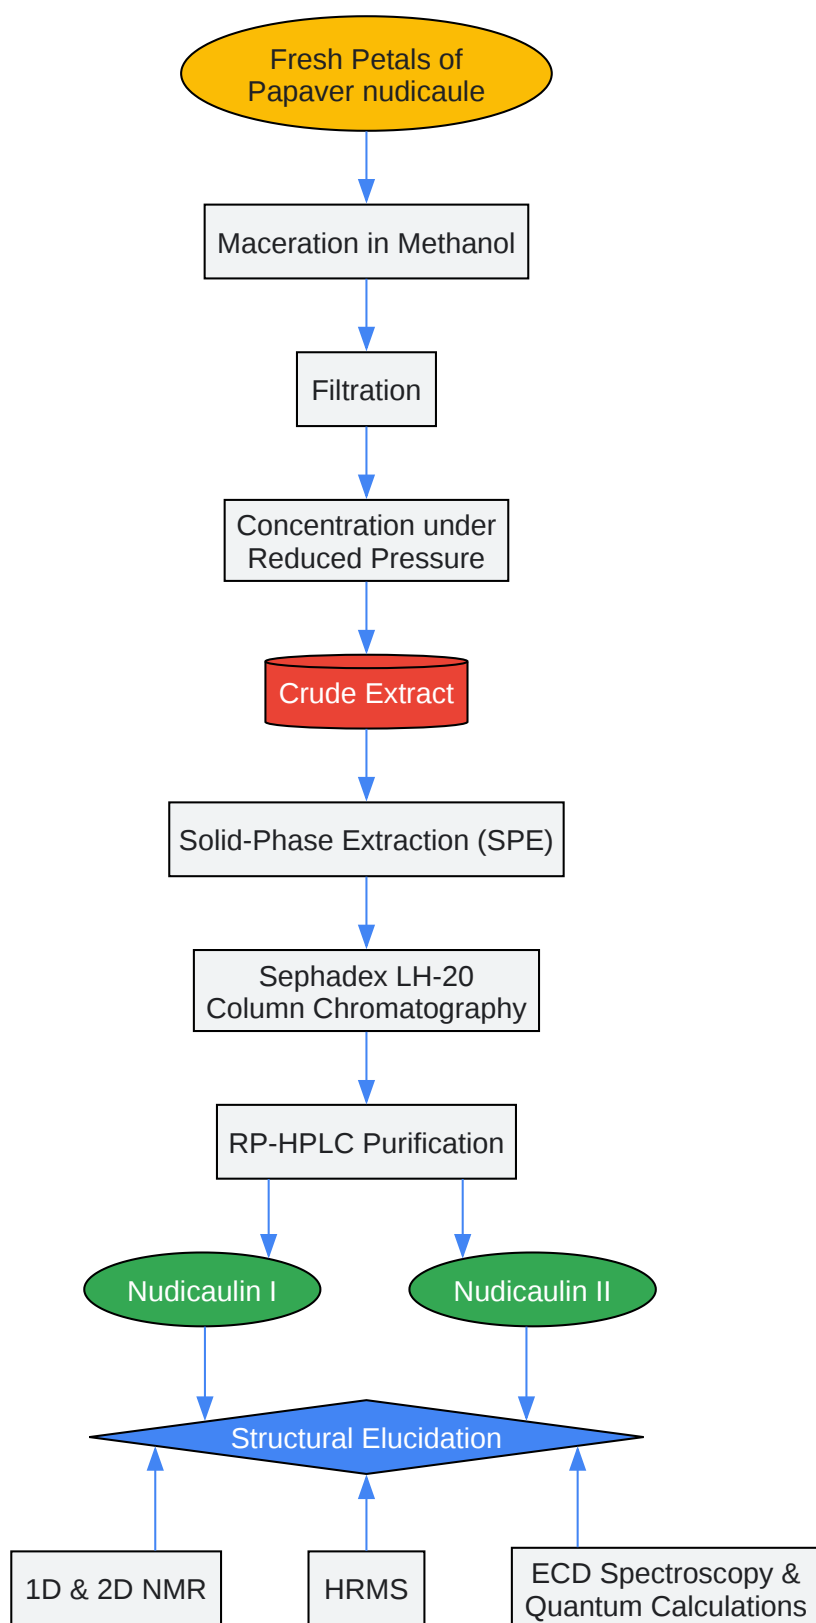 Fresh Petals of
Papaver nudicaule
Maceration in Methanol
Filtration
Concentration under
Reduced Pressure
Crude Extract
Solid-Phase Extraction (SPE)
Sephadex LH-20
Column Chromatography
RP-HPLC Purification
Nudicaulin I
Nudicaulin II
Structural Elucidation
1D & 2D NMR
HRMS
ECD Spectroscopy &
Quantum Calculations